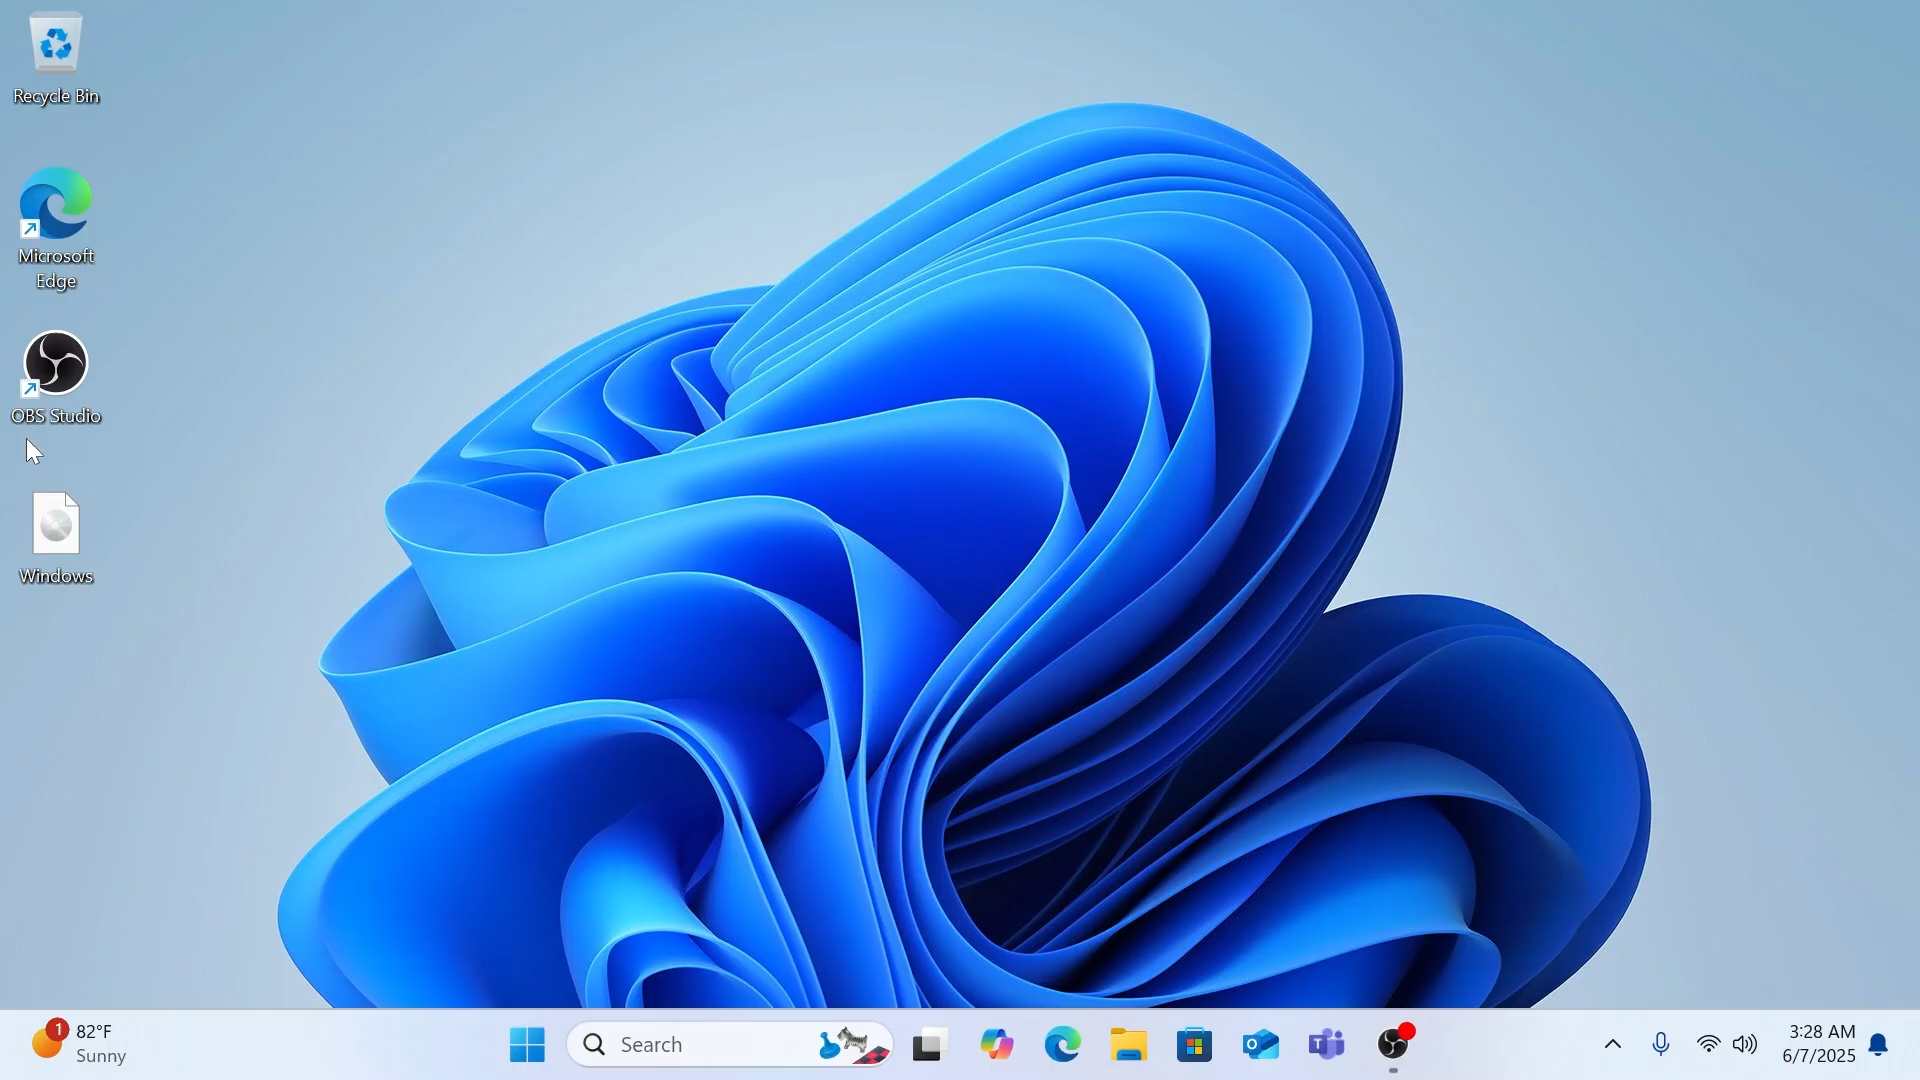 Recycle Bin
Microsoft
Edge
OBS Studio
Windows
1
82°F
Sunny
Search
O
T
3:28 AM
6/7/2025